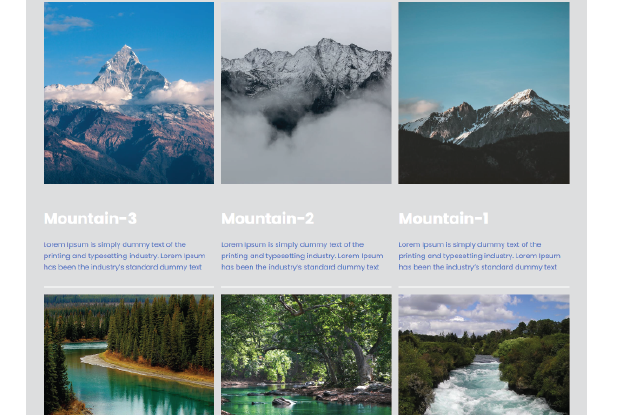 Mountain-3
Mountain-2
Mountain-1
Lorem Ipsum is simply dummy text of the
printing and typesetting industry. Lorem Ipsum
has been the industry's standard dummy text
Lorem Ipsum is simply dummy text of the
printing and typesetting industry. Lorem Ipsum
has been the industry's standard dummy text
Lorem Ipsum is simply dummy text of the
printing and typesetting industry. Lorem Ipsum
has been the industry's standard dummy text